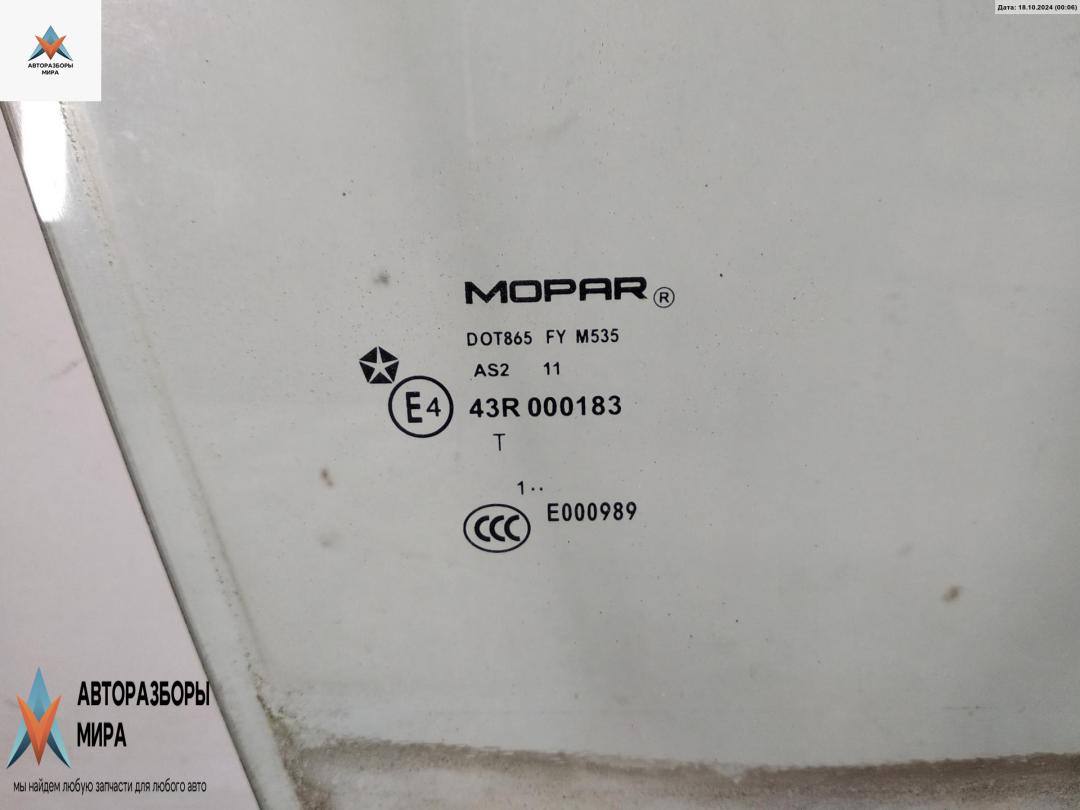 Дата: 18.10.2024 (00:06)
АВТОРАЗБОРЫ
МИРА
MOPAR ®
DOT865 FY M535
AS2 11
E4 43R 000183
T
1..
CCC E000989
АВТОРАЗБОРЫ
МИРА
мы найдем любую запчасти для любого авто